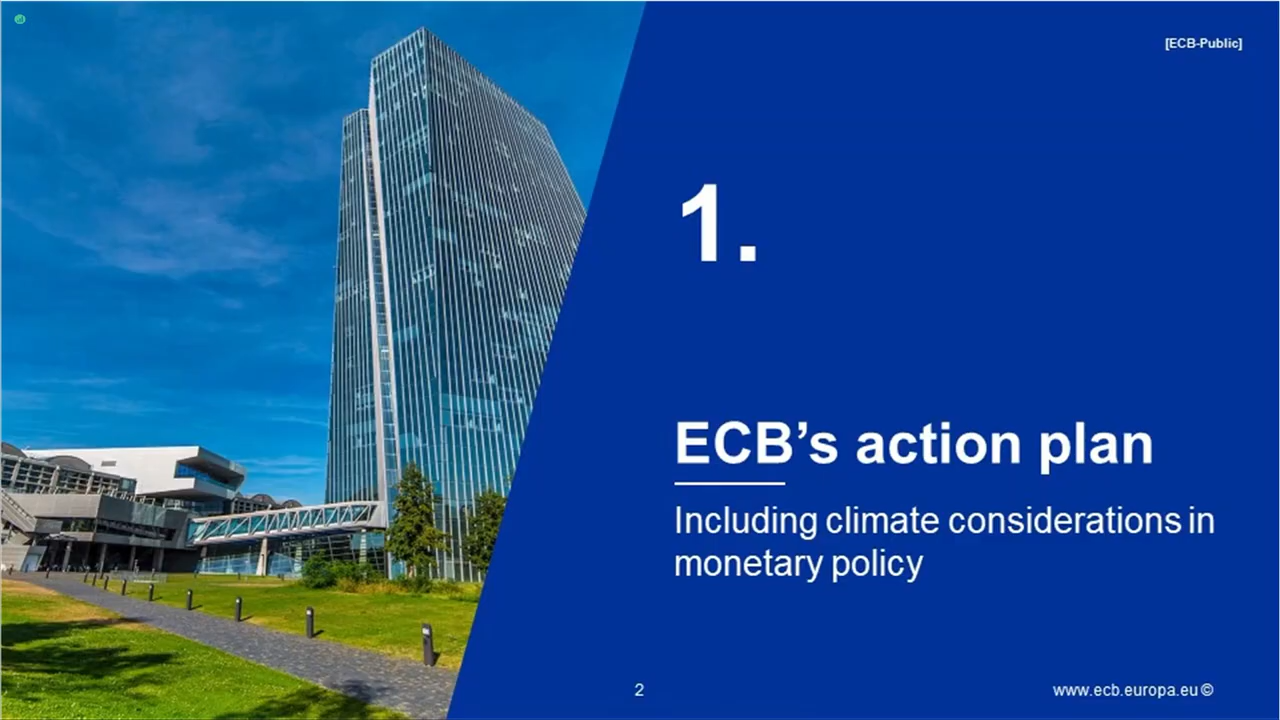 [ECB-Public]
1.
ECB’s action plan
Including climate considerations in
monetary policy
2
www.ecb.europa.eu ©